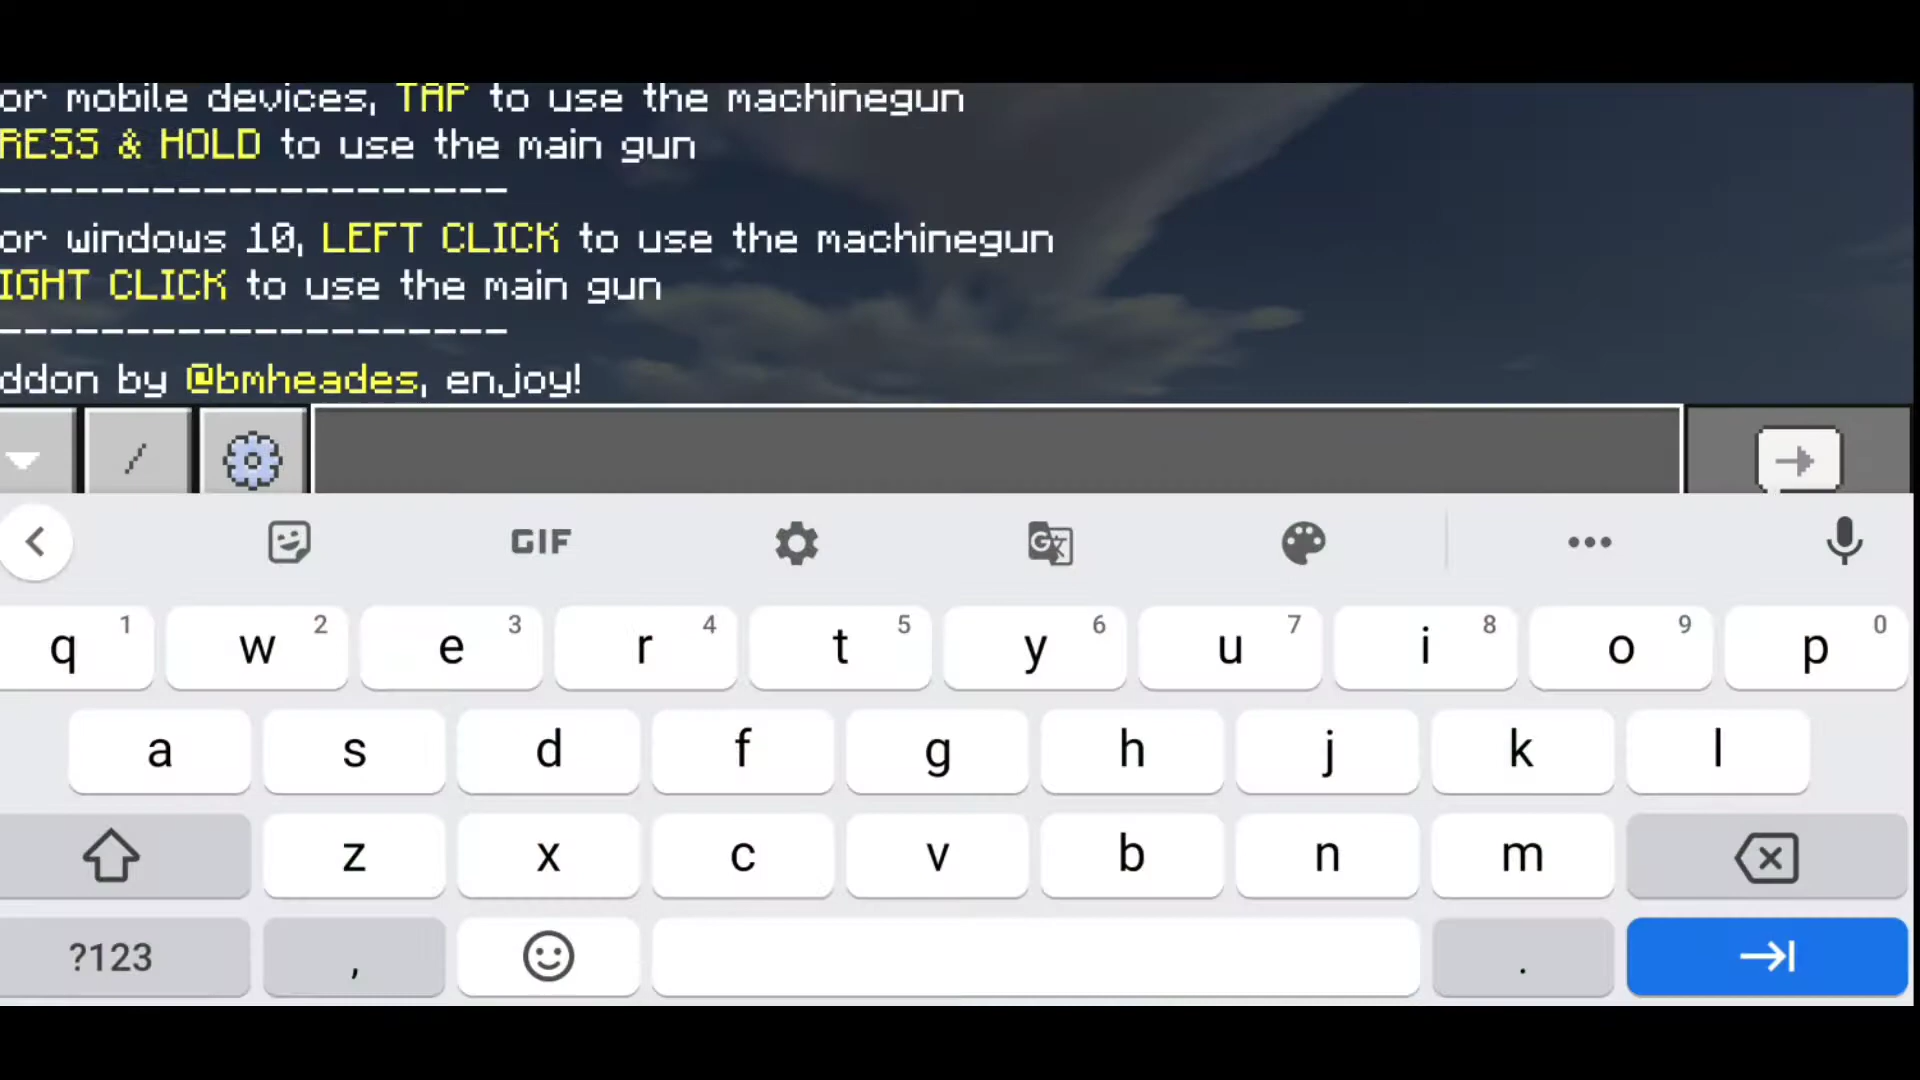 or mobile devices, TAP to use the machinegun
RESS & HOLD to use the main gun
--------------------
or windows 10, LEFT CLICK to use the machinegun
IGHT CLICK to use the main gun
--------------------
ddon by @bmheades, enjoy!
/
GIF
G
q 1 w 2 e 3 r 4 t 5 y 6 u 7 i 8 o 9 p 0
a s d f g h j k l
z x c v b n m
?123 , .